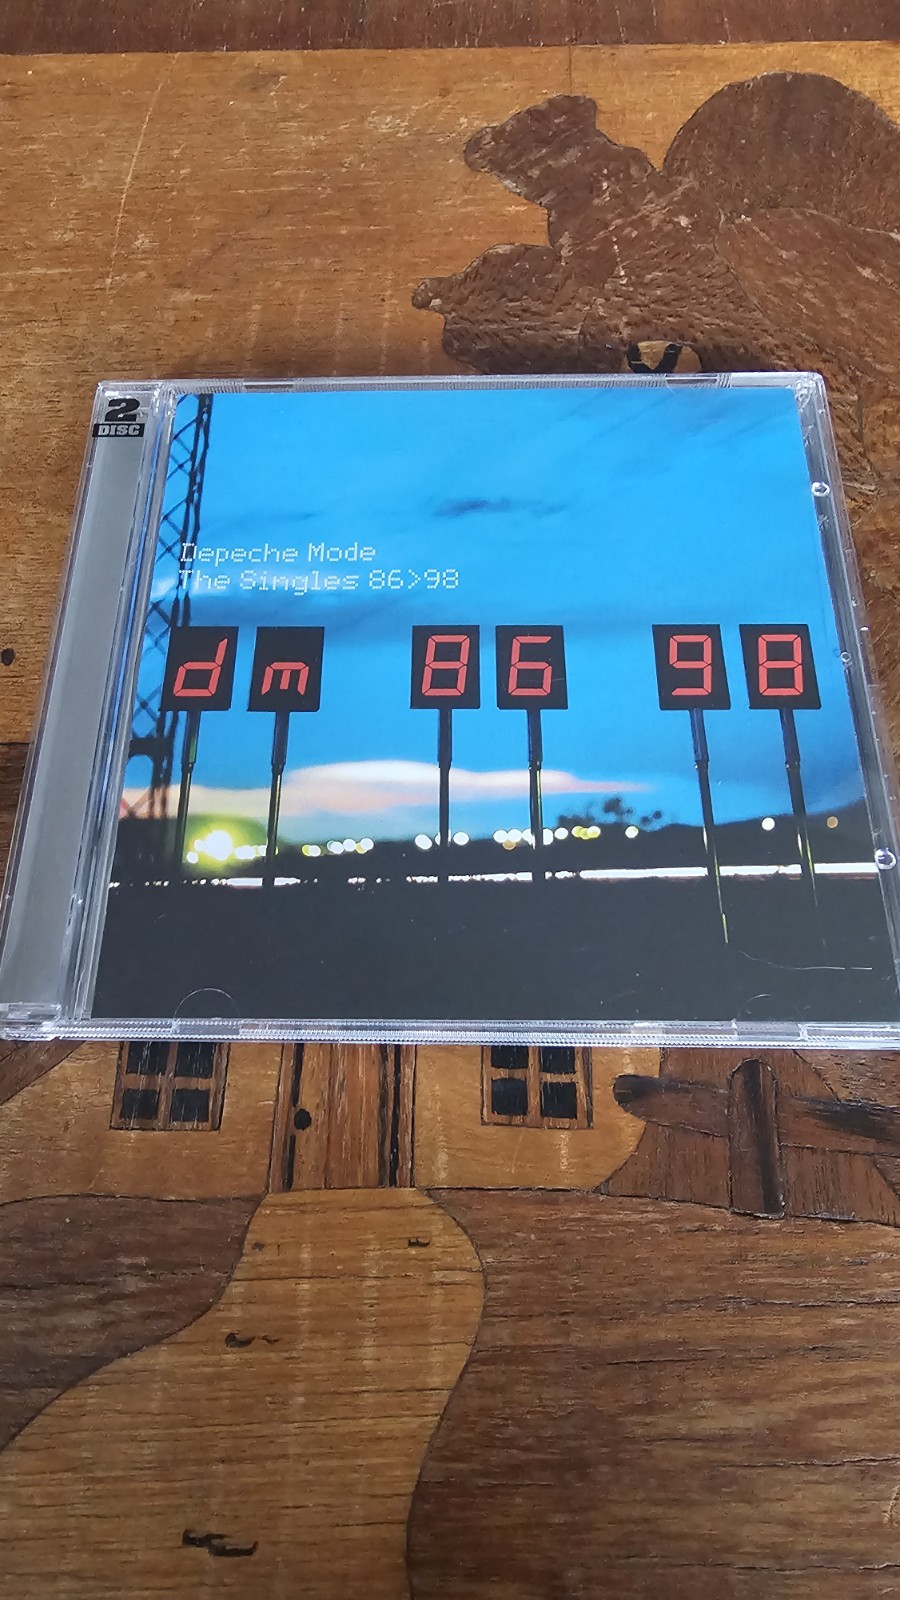 2
DISC
Depeche Mode
The Singles 86>98
dm 86 98